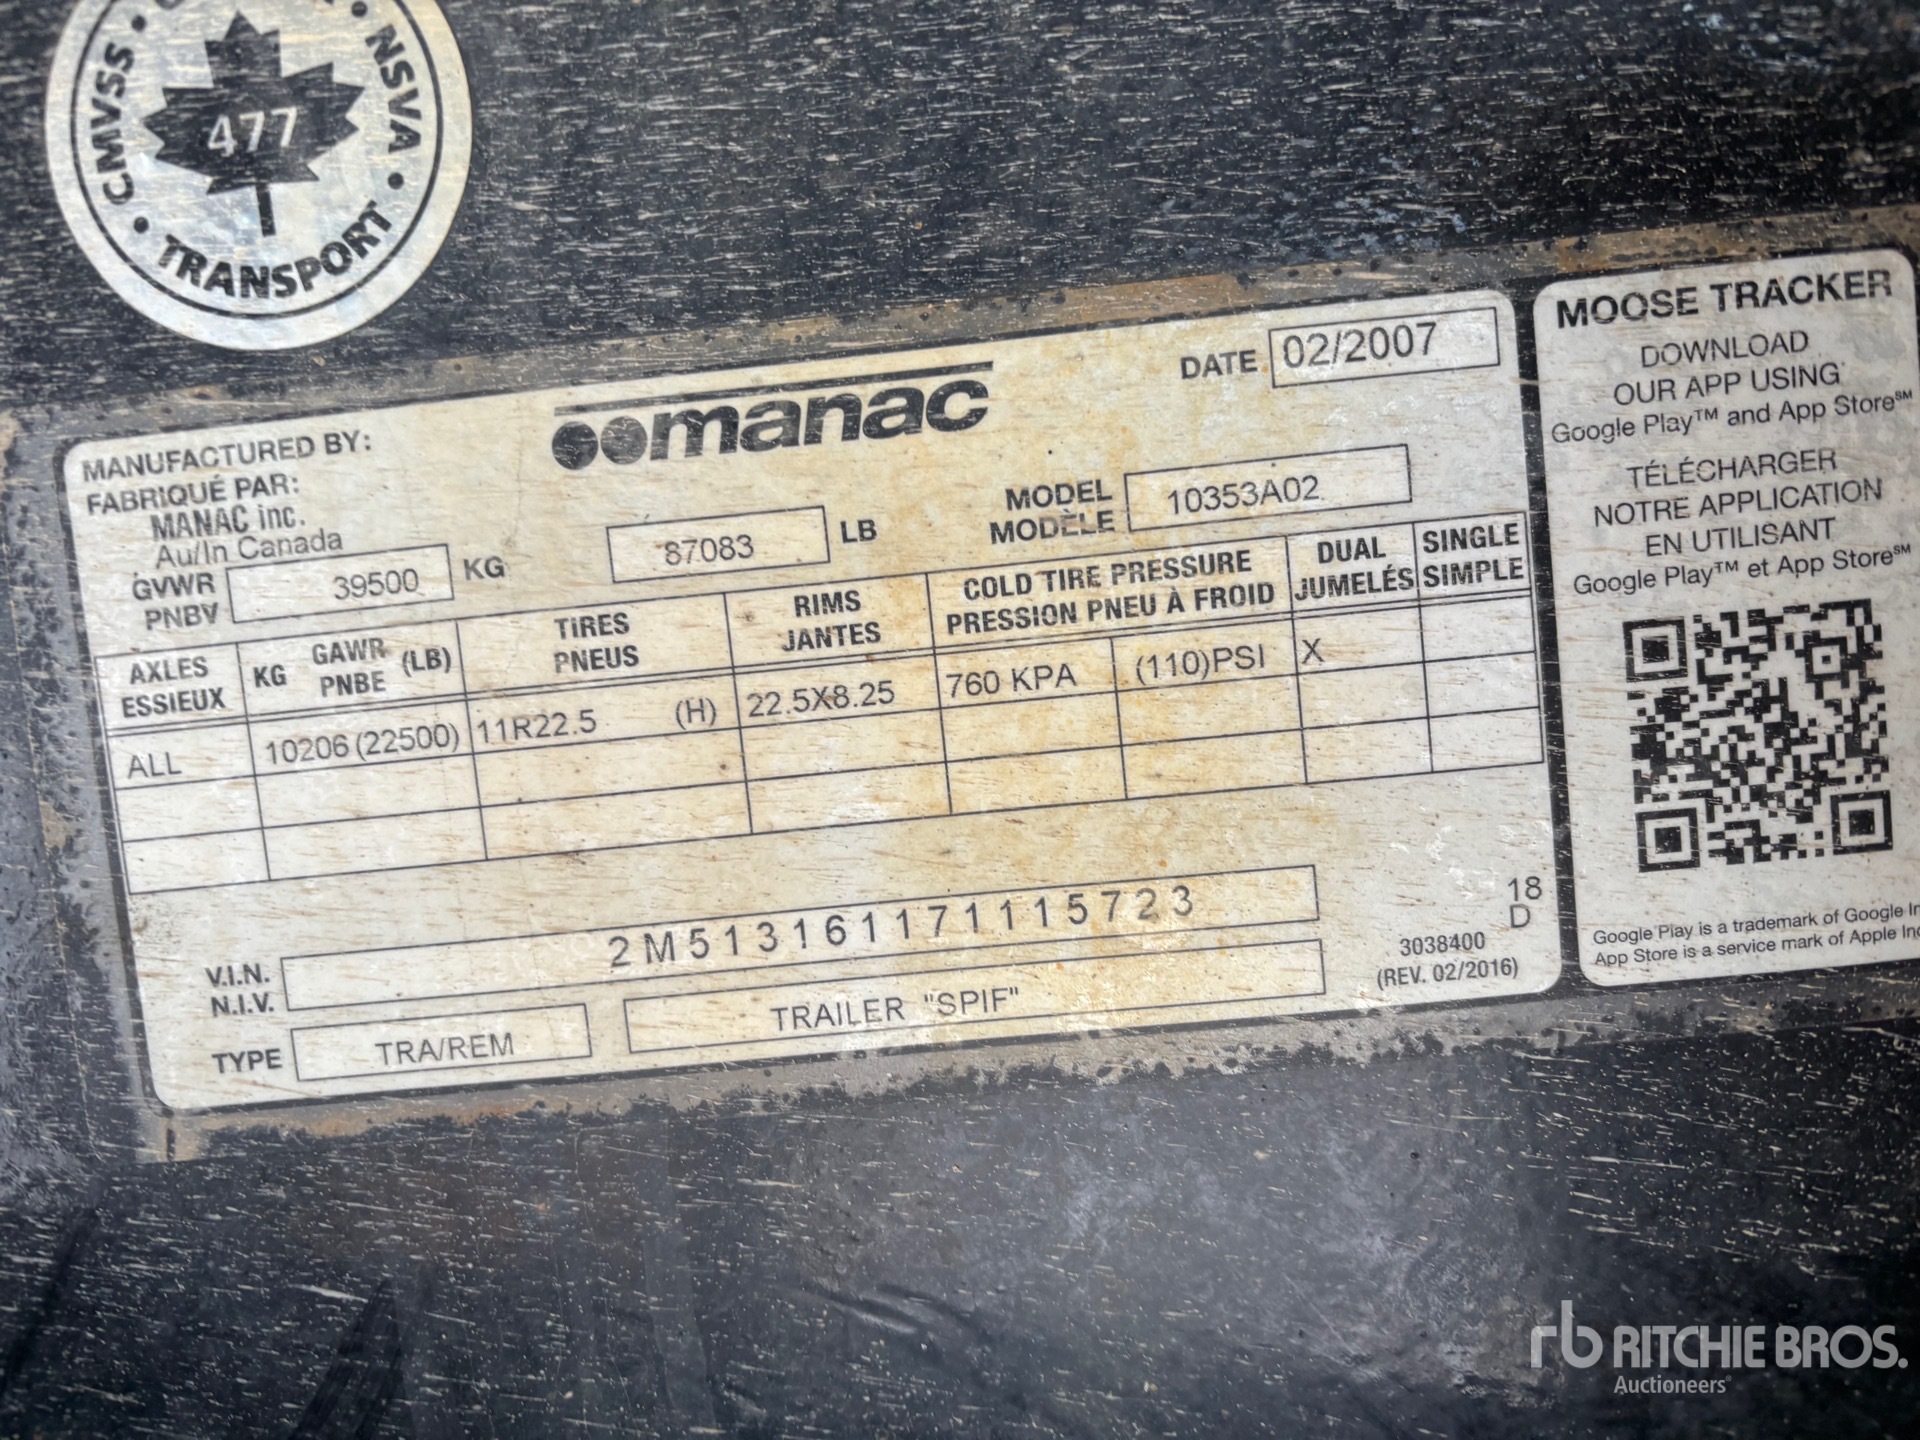 CMVSS • C • NSVA •
477
• TRANSPORT
MANUFACTURED BY:
FABRIQUÉ PAR:
MANAC inc.
Au/In Canada
manac
DATE 02/2007
MODEL
MODÈLE
10353A02
GVWR
PNBV
39500 KG
87083 LB
AXLES
ESSIEUX
KG GAWR (LB)
PNBE
TIRES
PNEUS
RIMS
JANTES
COLD TIRE PRESSURE
PRESSION PNEU À FROID
DUAL
JUMELÉS
SINGLE
SIMPLE
ALL 10206 (22500) 11R22.5 (H) 22.5X8.25 760 KPA (110)PSI X
V.I.N.
N.I.V.
2M513161171115723
TYPE TRA/REM TRAILER "SPIF"
18
D
3038400
(REV. 02/2016)
MOOSE TRACKER
DOWNLOAD
OUR APP USING
Google Play™ and App Store℠
TÉLÉCHARGER
NOTRE APPLICATION
EN UTILISANT
Google Play™ et App Store℠
Google Play is a trademark of Google In
App Store is a service mark of Apple Inc
rb RITCHIE BROS.
Auctioneers